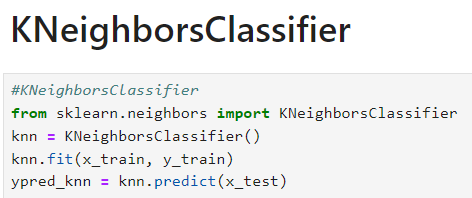 KNeighborsClassifier
#KNeighborsClassifier
from sklearn.neighbors import KNeighborsClassifier
knn = KNeighborsClassifier()
knn.fit(x_train, y_train)
ypred_knn = knn.predict(x_test)